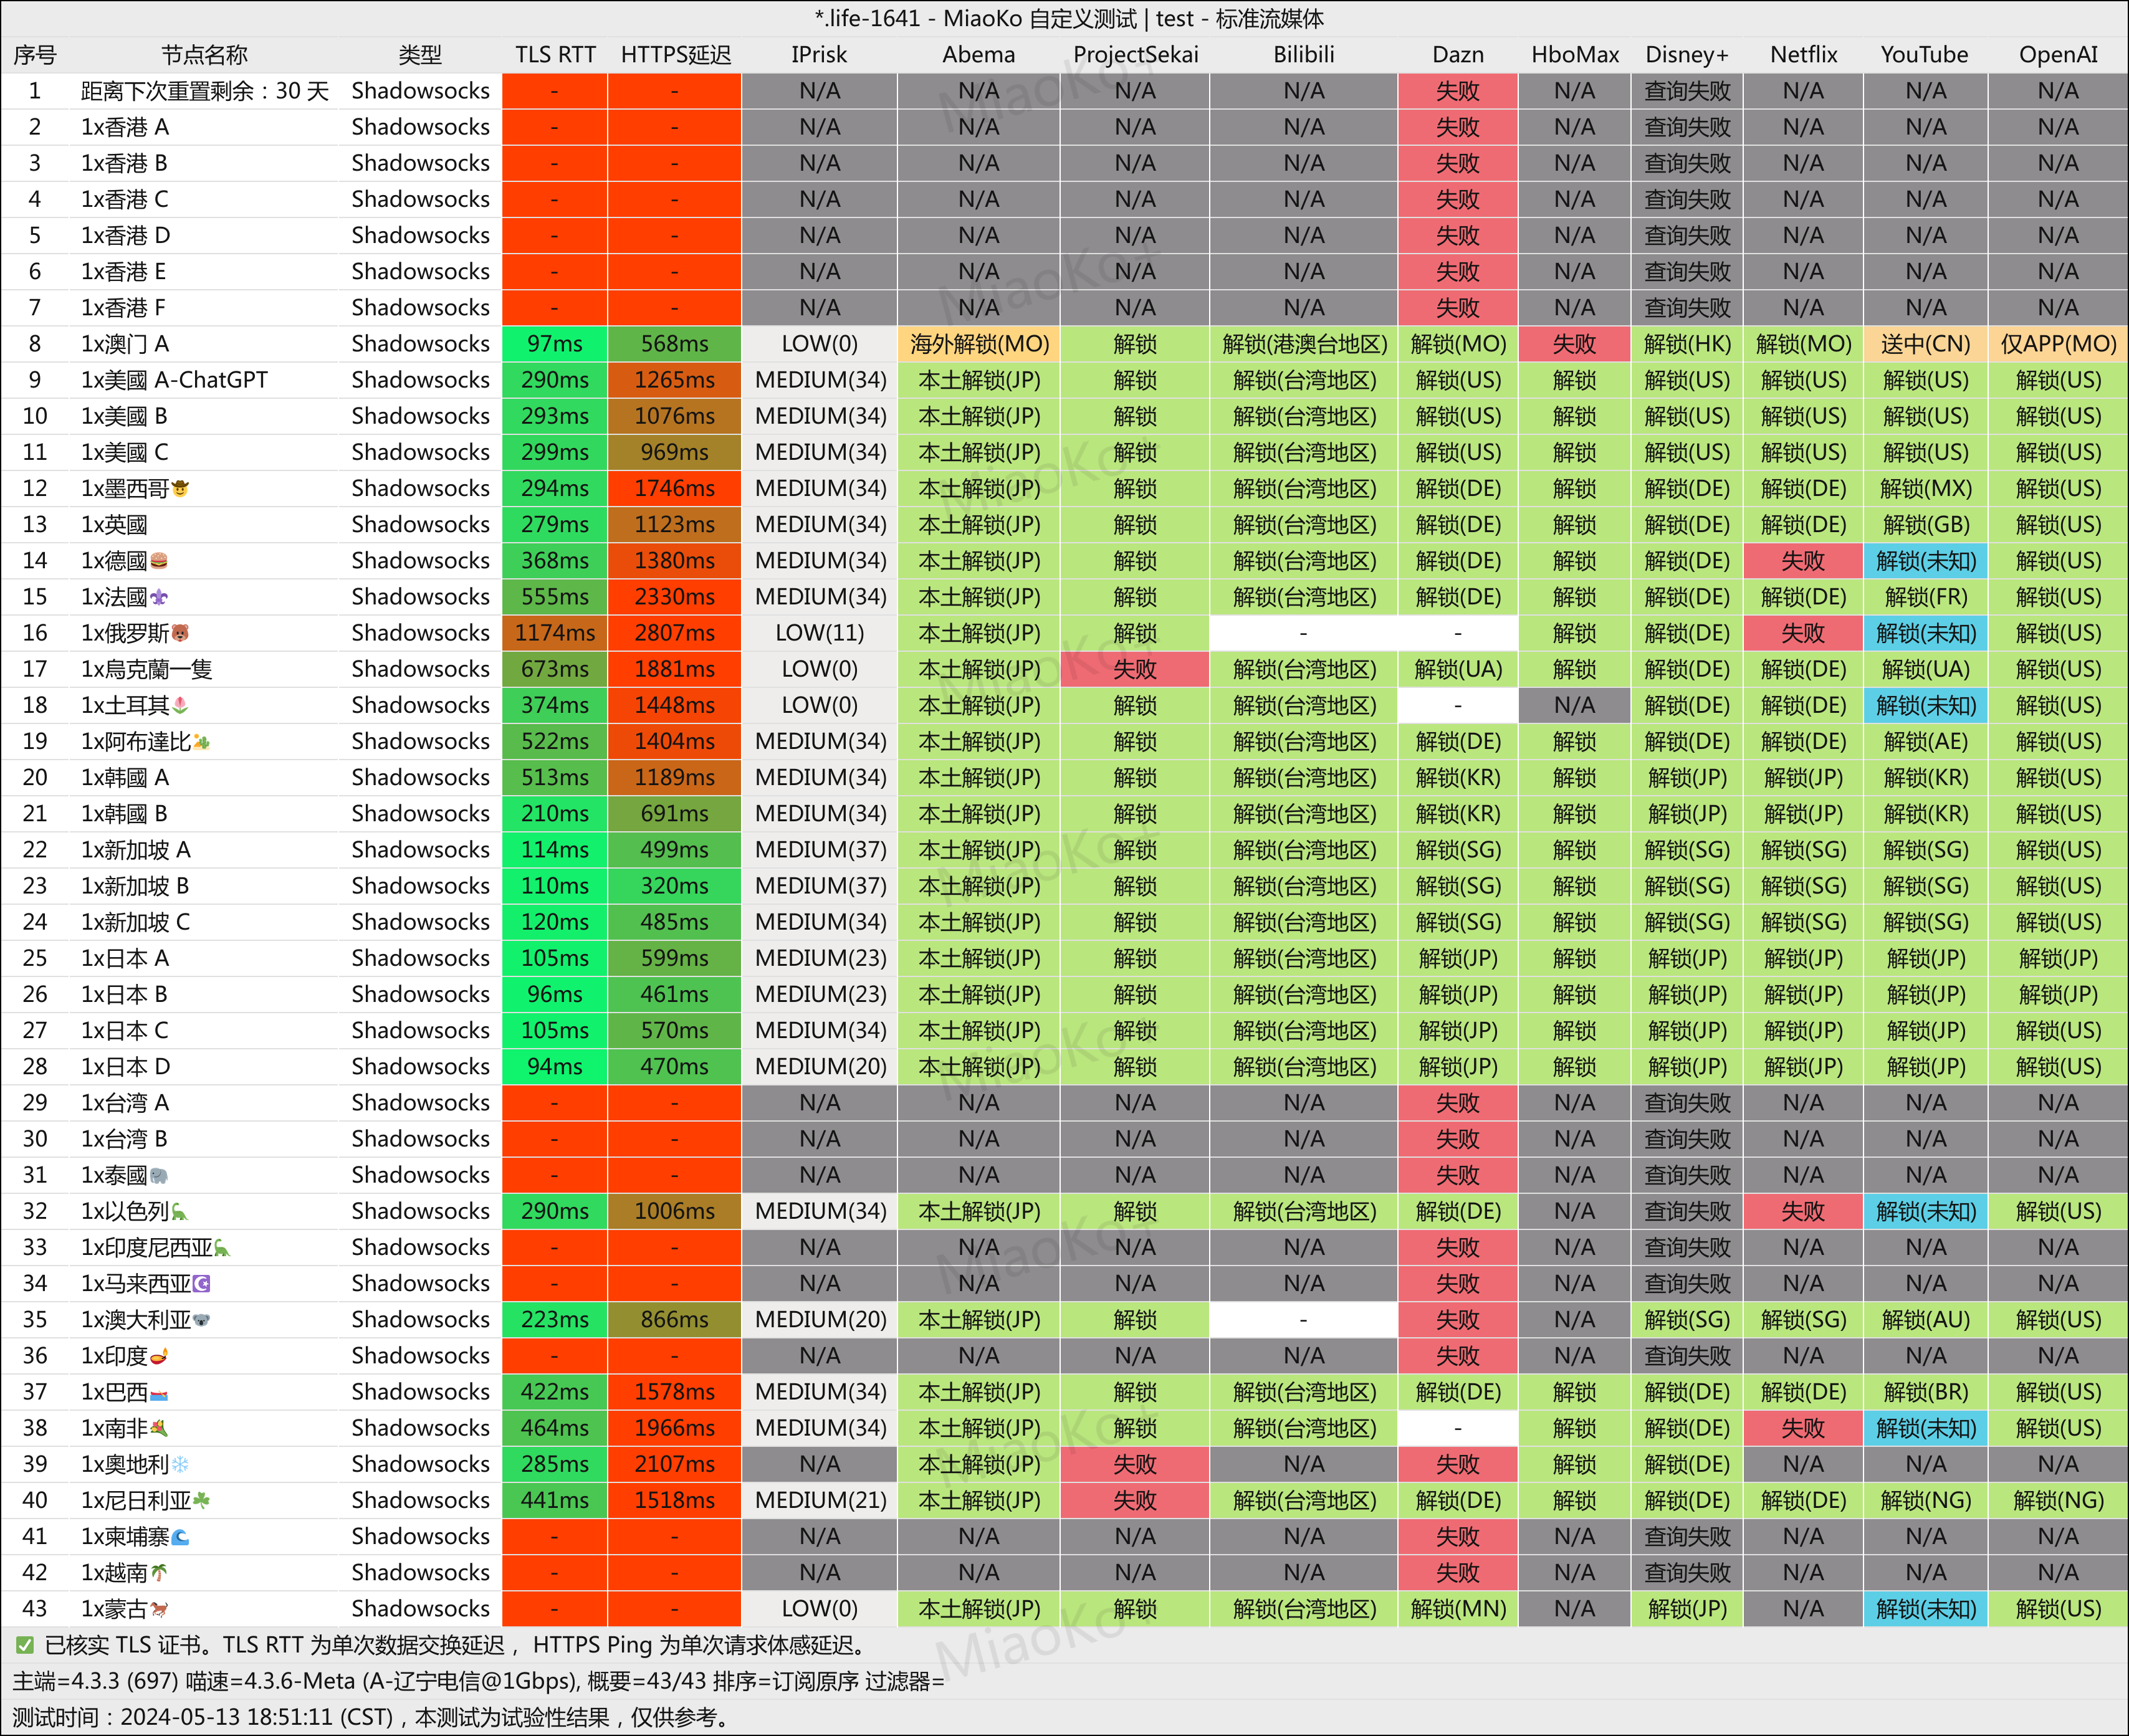 *.life-1641 - MiaoKo 自定义测试 | test - 标准流媒体
序号 节点名称 类型 TLS RTT HTTPS延迟 IPrisk Abema ProjectSekai Bilibili Dazn HboMax Disney+ Netflix YouTube OpenAI
1 距离下次重置剩余：30 天 Shadowsocks - - N/A N/A N/A N/A 失败 N/A 查询失败 N/A N/A N/A
2 1x香港 A Shadowsocks - - N/A N/A N/A N/A 失败 N/A 查询失败 N/A N/A N/A
3 1x香港 B Shadowsocks - - N/A N/A N/A N/A 失败 N/A 查询失败 N/A N/A N/A
4 1x香港 C Shadowsocks - - N/A N/A N/A N/A 失败 N/A 查询失败 N/A N/A N/A
5 1x香港 D Shadowsocks - - N/A N/A N/A N/A 失败 N/A 查询失败 N/A N/A N/A
6 1x香港 E Shadowsocks - - N/A N/A N/A N/A 失败 N/A 查询失败 N/A N/A N/A
7 1x香港 F Shadowsocks - - N/A N/A N/A N/A 失败 N/A 查询失败 N/A N/A N/A
8 1x澳门 A Shadowsocks 97ms 568ms LOW(0) 海外解锁(MO) 解锁 解锁(港澳台地区) 解锁(MO) 失败 解锁(HK) 解锁(MO) 送中(CN) 仅APP(MO)
9 1x美國 A-ChatGPT Shadowsocks 290ms 1265ms MEDIUM(34) 本土解锁(JP) 解锁 解锁(台湾地区) 解锁(US) 解锁 解锁(US) 解锁(US) 解锁(US) 解锁(US)
10 1x美國 B Shadowsocks 293ms 1076ms MEDIUM(34) 本土解锁(JP) 解锁 解锁(台湾地区) 解锁(US) 解锁 解锁(US) 解锁(US) 解锁(US) 解锁(US)
11 1x美國 C Shadowsocks 299ms 969ms MEDIUM(34) 本土解锁(JP) 解锁 解锁(台湾地区) 解锁(US) 解锁 解锁(US) 解锁(US) 解锁(US) 解锁(US)
12 1x墨西哥🤠 Shadowsocks 294ms 1746ms MEDIUM(34) 本土解锁(JP) 解锁 解锁(台湾地区) 解锁(DE) 解锁 解锁(DE) 解锁(DE) 解锁(MX) 解锁(US)
13 1x英國 Shadowsocks 279ms 1123ms MEDIUM(34) 本土解锁(JP) 解锁 解锁(台湾地区) 解锁(DE) 解锁 解锁(DE) 解锁(DE) 解锁(GB) 解锁(US)
14 1x德國🍔 Shadowsocks 368ms 1380ms MEDIUM(34) 本土解锁(JP) 解锁 解锁(台湾地区) 解锁(DE) 解锁 解锁(DE) 失败 解锁(未知) 解锁(US)
15 1x法國⚜️ Shadowsocks 555ms 2330ms MEDIUM(34) 本土解锁(JP) 解锁 解锁(台湾地区) 解锁(DE) 解锁 解锁(DE) 解锁(DE) 解锁(FR) 解锁(US)
16 1x俄罗斯🐻 Shadowsocks 1174ms 2807ms LOW(11) 本土解锁(JP) 解锁 - - 解锁 解锁(DE) 失败 解锁(未知) 解锁(US)
17 1x烏克蘭一隻 Shadowsocks 673ms 1881ms LOW(0) 本土解锁(JP) 失败 解锁(台湾地区) 解锁(UA) 解锁 解锁(DE) 解锁(DE) 解锁(UA) 解锁(US)
18 1x土耳其🌷 Shadowsocks 374ms 1448ms LOW(0) 本土解锁(JP) 解锁 解锁(台湾地区) - N/A 解锁(DE) 解锁(DE) 解锁(未知) 解锁(US)
19 1x阿布達比🏜️ Shadowsocks 522ms 1404ms MEDIUM(34) 本土解锁(JP) 解锁 解锁(台湾地区) 解锁(DE) 解锁 解锁(DE) 解锁(DE) 解锁(AE) 解锁(US)
20 1x韩國 A Shadowsocks 513ms 1189ms MEDIUM(34) 本土解锁(JP) 解锁 解锁(台湾地区) 解锁(KR) 解锁 解锁(JP) 解锁(JP) 解锁(KR) 解锁(US)
21 1x韩國 B Shadowsocks 210ms 691ms MEDIUM(34) 本土解锁(JP) 解锁 解锁(台湾地区) 解锁(KR) 解锁 解锁(JP) 解锁(JP) 解锁(KR) 解锁(US)
22 1x新加坡 A Shadowsocks 114ms 499ms MEDIUM(37) 本土解锁(JP) 解锁 解锁(台湾地区) 解锁(SG) 解锁 解锁(SG) 解锁(SG) 解锁(SG) 解锁(US)
23 1x新加坡 B Shadowsocks 110ms 320ms MEDIUM(37) 本土解锁(JP) 解锁 解锁(台湾地区) 解锁(SG) 解锁 解锁(SG) 解锁(SG) 解锁(SG) 解锁(US)
24 1x新加坡 C Shadowsocks 120ms 485ms MEDIUM(34) 本土解锁(JP) 解锁 解锁(台湾地区) 解锁(SG) 解锁 解锁(SG) 解锁(SG) 解锁(SG) 解锁(US)
25 1x日本 A Shadowsocks 105ms 599ms MEDIUM(23) 本土解锁(JP) 解锁 解锁(台湾地区) 解锁(JP) 解锁 解锁(JP) 解锁(JP) 解锁(JP) 解锁(JP)
26 1x日本 B Shadowsocks 96ms 461ms MEDIUM(23) 本土解锁(JP) 解锁 解锁(台湾地区) 解锁(JP) 解锁 解锁(JP) 解锁(JP) 解锁(JP) 解锁(JP)
27 1x日本 C Shadowsocks 105ms 570ms MEDIUM(34) 本土解锁(JP) 解锁 解锁(台湾地区) 解锁(JP) 解锁 解锁(JP) 解锁(JP) 解锁(JP) 解锁(US)
28 1x日本 D Shadowsocks 94ms 470ms MEDIUM(20) 本土解锁(JP) 解锁 解锁(台湾地区) 解锁(JP) 解锁 解锁(JP) 解锁(JP) 解锁(JP) 解锁(US)
29 1x台湾 A Shadowsocks - - N/A N/A N/A N/A 失败 N/A 查询失败 N/A N/A N/A
30 1x台湾 B Shadowsocks - - N/A N/A N/A N/A 失败 N/A 查询失败 N/A N/A N/A
31 1x泰國🐘 Shadowsocks - - N/A N/A N/A N/A 失败 N/A 查询失败 N/A N/A N/A
32 1x以色列🦕 Shadowsocks 290ms 1006ms MEDIUM(34) 本土解锁(JP) 解锁 解锁(台湾地区) 解锁(DE) N/A 查询失败 失败 解锁(未知) 解锁(US)
33 1x印度尼西亚🦕 Shadowsocks - - N/A N/A N/A N/A 失败 N/A 查询失败 N/A N/A N/A
34 1x马来西亚☪️ Shadowsocks - - N/A N/A N/A N/A 失败 N/A 查询失败 N/A N/A N/A
35 1x澳大利亚🐨 Shadowsocks 223ms 866ms MEDIUM(20) 本土解锁(JP) 解锁 - 失败 N/A 解锁(SG) 解锁(SG) 解锁(AU) 解锁(US)
36 1x印度🪔 Shadowsocks - - N/A N/A N/A N/A 失败 N/A 查询失败 N/A N/A N/A
37 1x巴西 Shadowsocks 422ms 1578ms MEDIUM(34) 本土解锁(JP) 解锁 解锁(台湾地区) 解锁(DE) 解锁 解锁(DE) 解锁(DE) 解锁(BR) 解锁(US)
38 1x南非 Shadowsocks 464ms 1966ms MEDIUM(34) 本土解锁(JP) 解锁 解锁(台湾地区) - 解锁 解锁(DE) 失败 解锁(未知) 解锁(US)
39 1x奥地利❄️ Shadowsocks 285ms 2107ms N/A 本土解锁(JP) 失败 N/A 失败 解锁 解锁(DE) N/A N/A N/A
40 1x尼日利亚☘️ Shadowsocks 441ms 1518ms MEDIUM(21) 本土解锁(JP) 失败 解锁(台湾地区) 解锁(DE) 解锁 解锁(DE) 解锁(DE) 解锁(NG) 解锁(NG)
41 1x柬埔寨🌊 Shadowsocks - - N/A N/A N/A N/A 失败 N/A 查询失败 N/A N/A N/A
42 1x越南🌴 Shadowsocks - - N/A N/A N/A N/A 失败 N/A 查询失败 N/A N/A N/A
43 1x蒙古🐎 Shadowsocks - - LOW(0) 本土解锁(JP) 解锁 解锁(台湾地区) 解锁(MN) N/A 解锁(JP) N/A 解锁(未知) 解锁(US)
✅ 已核实 TLS 证书。TLS RTT 为单次数据交换延迟， HTTPS Ping 为单次请求体感延迟。
主端=4.3.3 (697) 喵速=4.3.6-Meta (A-辽宁电信@1Gbps), 概要=43/43 排序=订阅原序 过滤器=
测试时间：2024-05-13 18:51:11 (CST)，本测试为试验性结果，仅供参考。